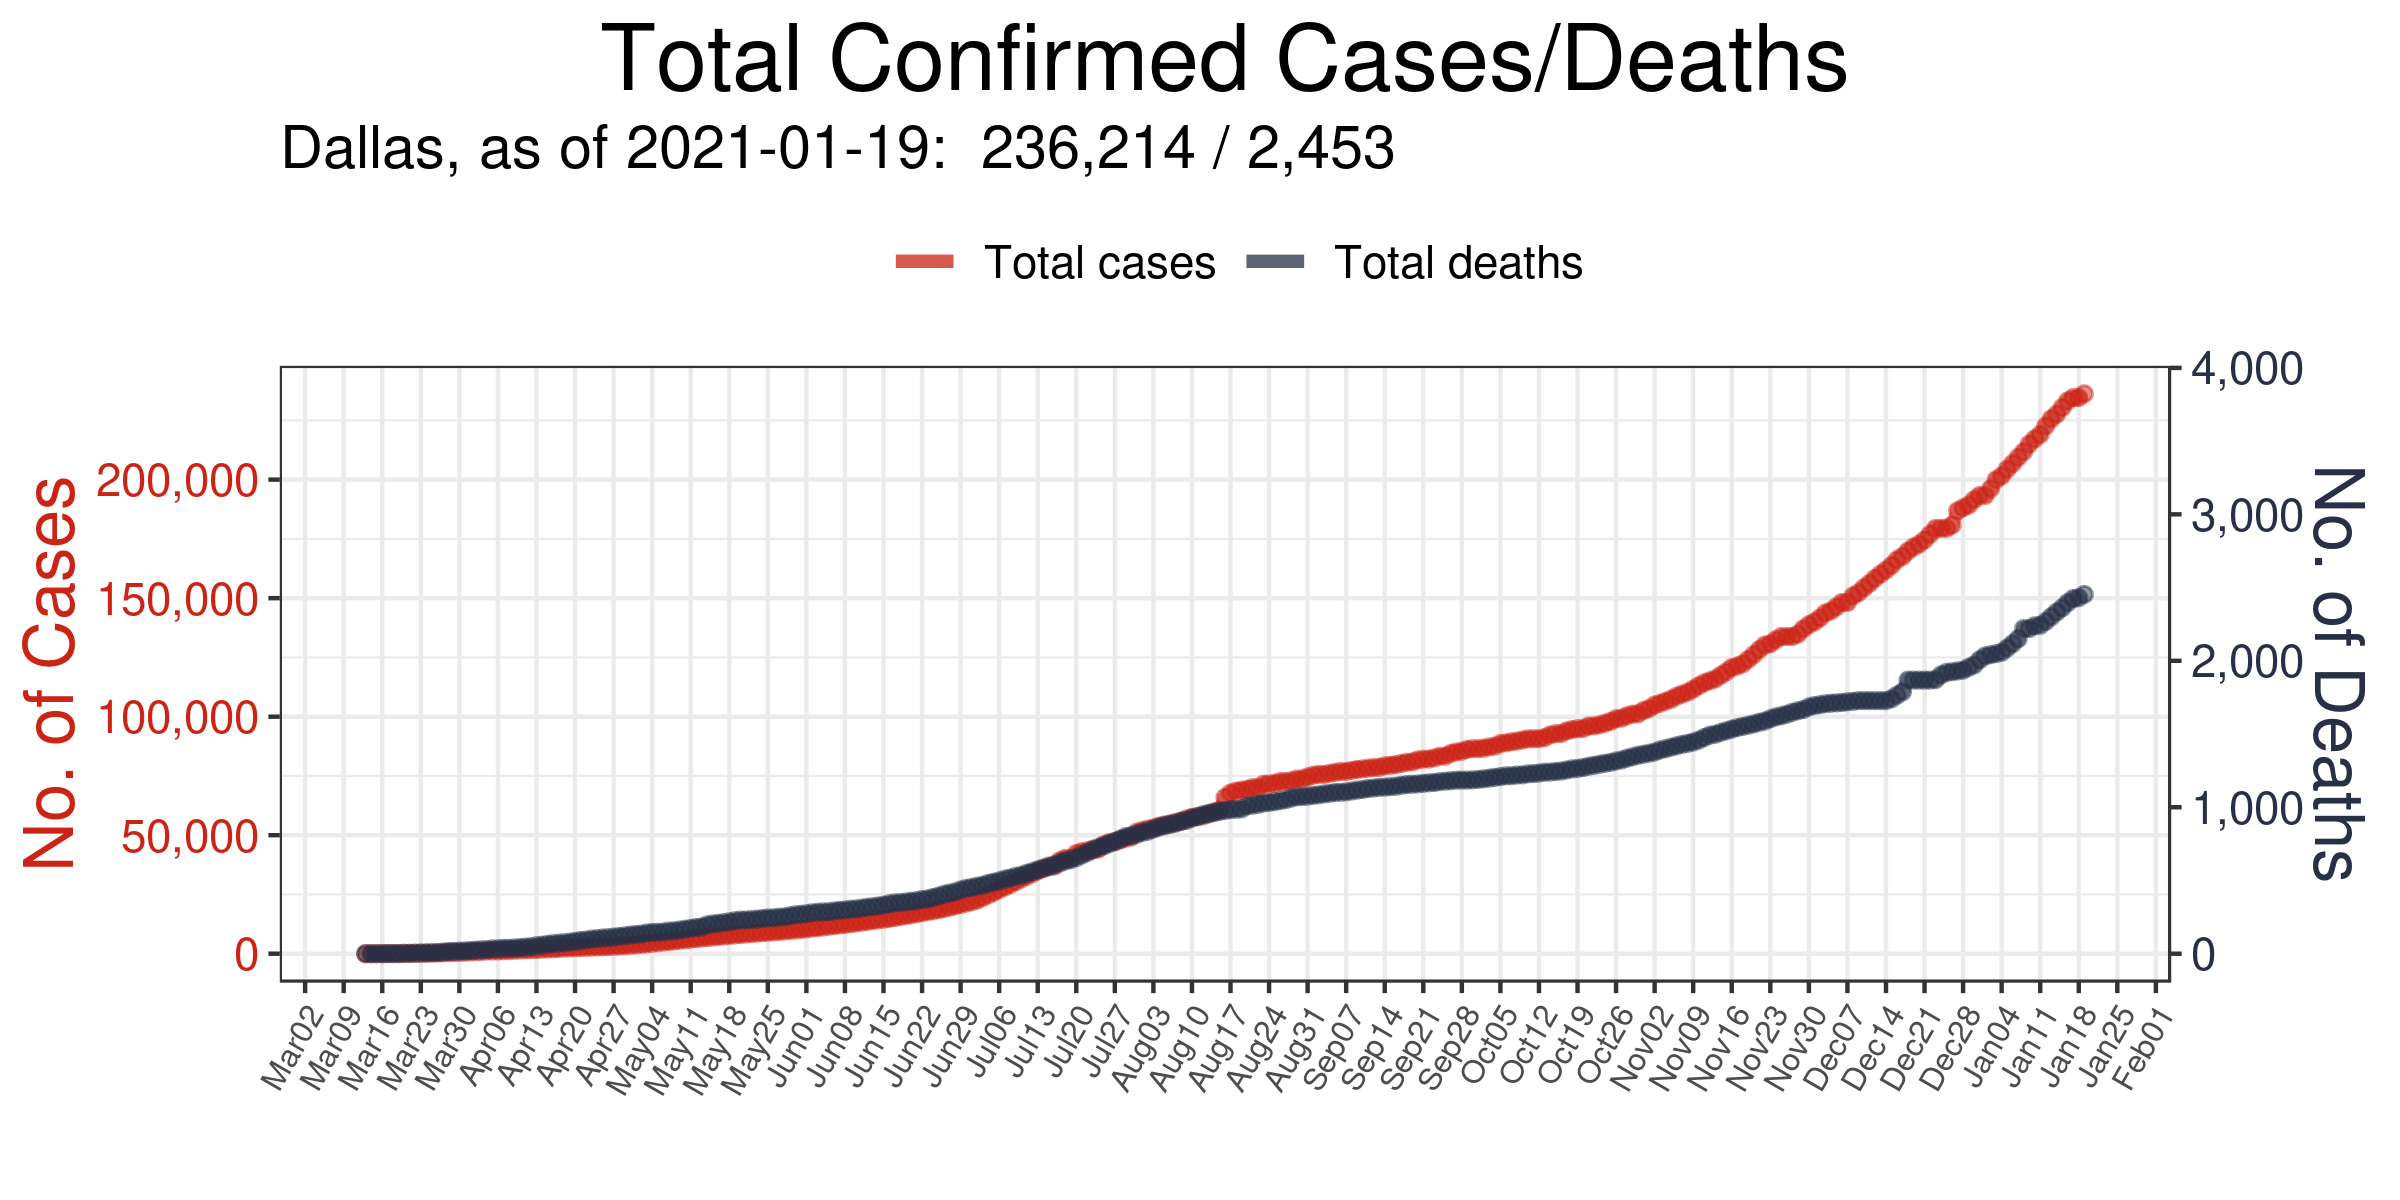 Total Confirmed Cases/Deaths
Dallas, as of 2021-01-19:  236,214 / 2,453
Total cases
Total deaths
No. of Cases
200,000
150,000
100,000
50,000
0
4,000
3,000
2,000
1,000
0
No. of Deaths
Mar02
Mar09
Mar16
Mar23
Mar30
Apr06
Apr13
Apr20
Apr27
May04
May11
May18
May25
Jun01
Jun08
Jun15
Jun22
Jun29
Jul06
Jul13
Jul20
Jul27
Aug03
Aug10
Aug17
Aug24
Aug31
Sep07
Sep14
Sep21
Sep28
Oct05
Oct12
Oct19
Oct26
Nov02
Nov09
Nov16
Nov23
Nov30
Dec07
Dec14
Dec21
Dec28
Jan04
Jan11
Jan18
Jan25
Feb01